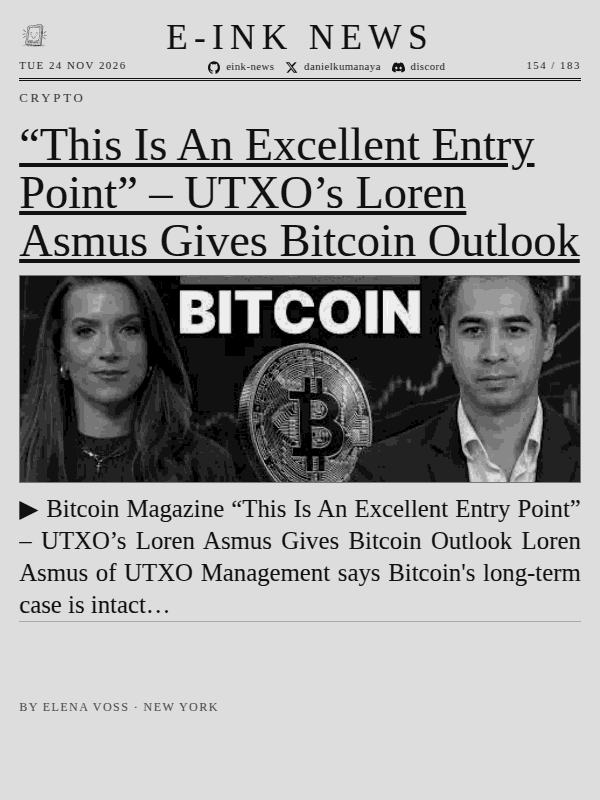 E-INK NEWS
TUE 24 NOV 2026
eink-news danielkumanaya discord
154 / 183
CRYPTO
“This Is An Excellent Entry
Point” – UTXO’s Loren
Asmus Gives Bitcoin Outlook
BITCOIN
▶ Bitcoin Magazine “This Is An Excellent Entry Point”
– UTXO’s Loren Asmus Gives Bitcoin Outlook Loren
Asmus of UTXO Management says Bitcoin's long-term
case is intact…
BY ELENA VOSS · NEW YORK